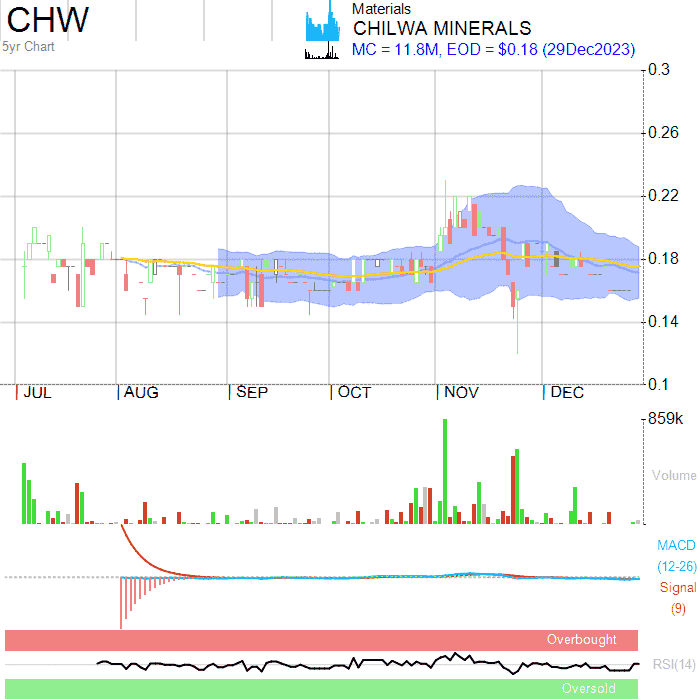 CHW
5yr Chart
Materials
CHILWA MINERALS
MC = 11.8M, EOD = $0.18 (29Dec2023)
0.3
0.26
0.22
0.18
0.14
0.1
JUL AUG SEP OCT NOV DEC
859k
Volume
MACD
(12-26)
Signal
(9)
Overbought
RSI(14)
Oversold